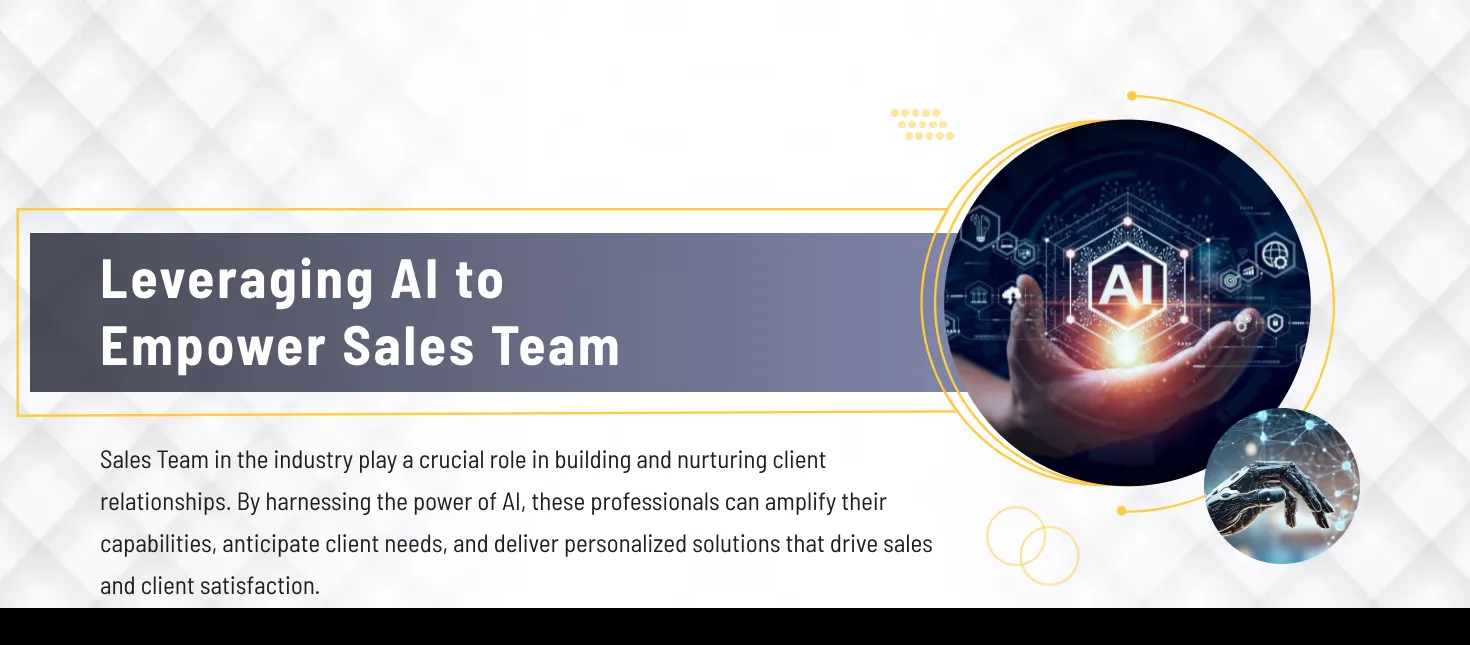 Leveraging AI to
Empower Sales Team
AI
Sales Team in the industry play a crucial role in building and nurturing client
relationships. By harnessing the power of AI, these professionals can amplify their
capabilities, anticipate client needs, and deliver personalized solutions that drive sales
and client satisfaction.